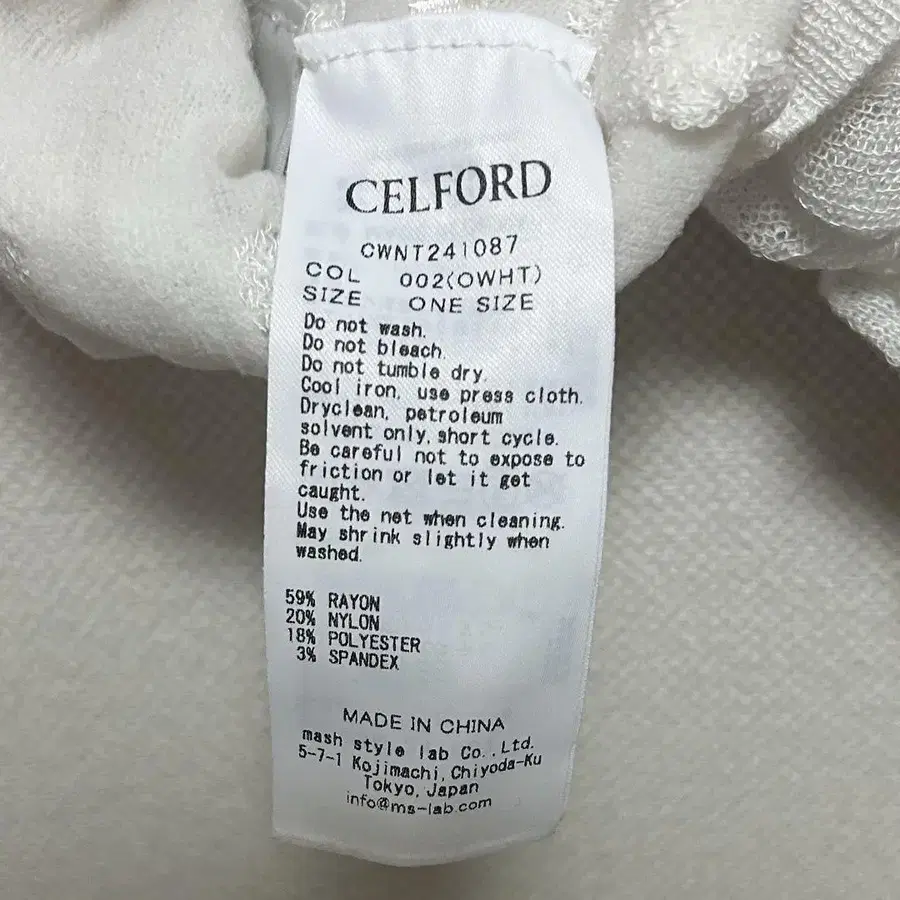 CELFORD
CWNT241087
COL 002(OWHT)
SIZE ONE SIZE
Do not wash.
Do not bleach.
Do not tumble dry.
Cool iron, use press cloth.
Dryclean, petroleum
solvent only, short cycle.
Be careful not to expose to
friction or let it get
caught.
Use the net when cleaning.
May shrink slightly when
washed.
59% RAYON
20% NYLON
18% POLYESTER
3% SPANDEX
MADE IN CHINA
mash style lab Co.,Ltd.
5-7-1 Kojimachi, Chiyoda-Ku
Tokyo, Japan
info@ms-lab.com